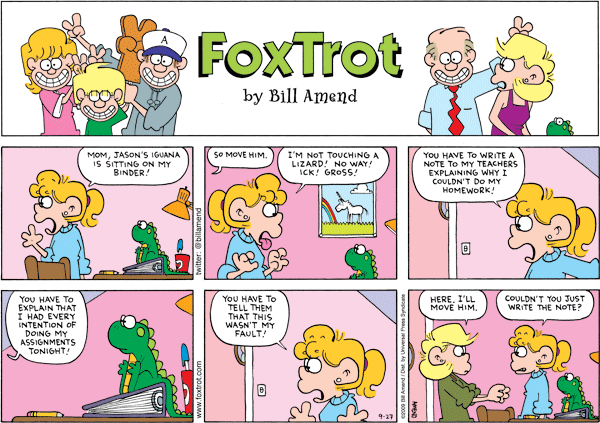 A
FoxTrot
by Bill Amend
MOM, JASON'S IGUANA
IS SITTING ON MY
BINDER!
twitter: @billamend
SO MOVE HIM.
I'M NOT TOUCHING A
LIZARD! NO WAY!
ICK! GROSS!
YOU HAVE TO WRITE A
NOTE TO MY TEACHERS
EXPLAINING WHY I
COULDN'T DO MY
HOMEWORK!
YOU HAVE TO
EXPLAIN THAT
I HAD EVERY
INTENTION OF
DOING MY
ASSIGNMENTS
TONIGHT!
www.foxtrot.com
YOU HAVE TO
TELL THEM
THAT THIS
WASN'T MY
FAULT!
9-27
©2009 Bill Amend / Dist. by Universal Press Syndicate
HERE, I'LL
MOVE HIM.
COULDN'T YOU JUST
WRITE THE NOTE?